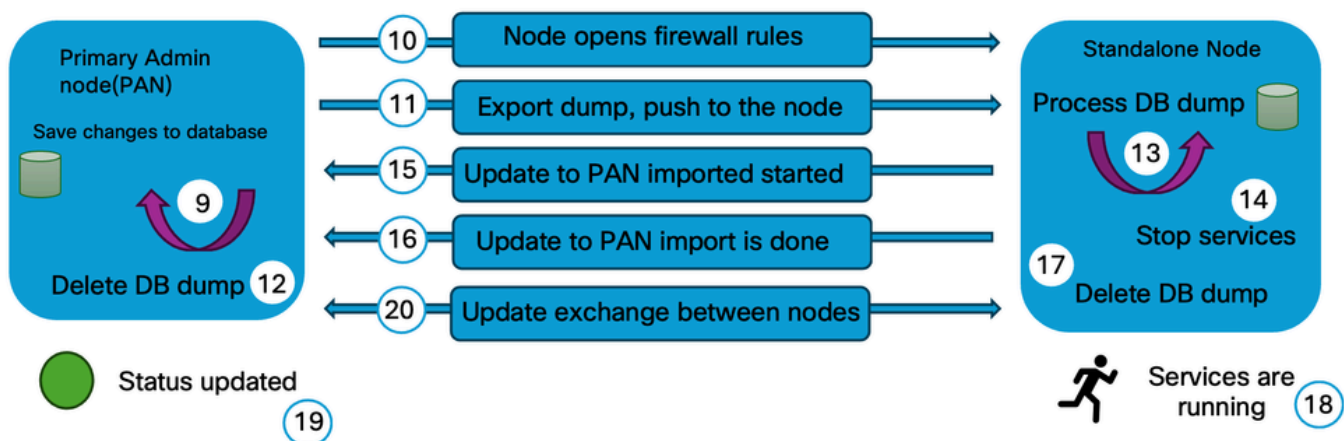 Primary Admin
node(PAN)
Save changes to database
9
Delete DB dump
12
10
Node opens firewall rules
11
Export dump, push to the node
15
Update to PAN imported started
16
Update to PAN import is done
20
Update exchange between nodes
Standalone Node
Process DB dump
13
14
Stop services
17
Delete DB dump
Status updated
19
Services are
running
18